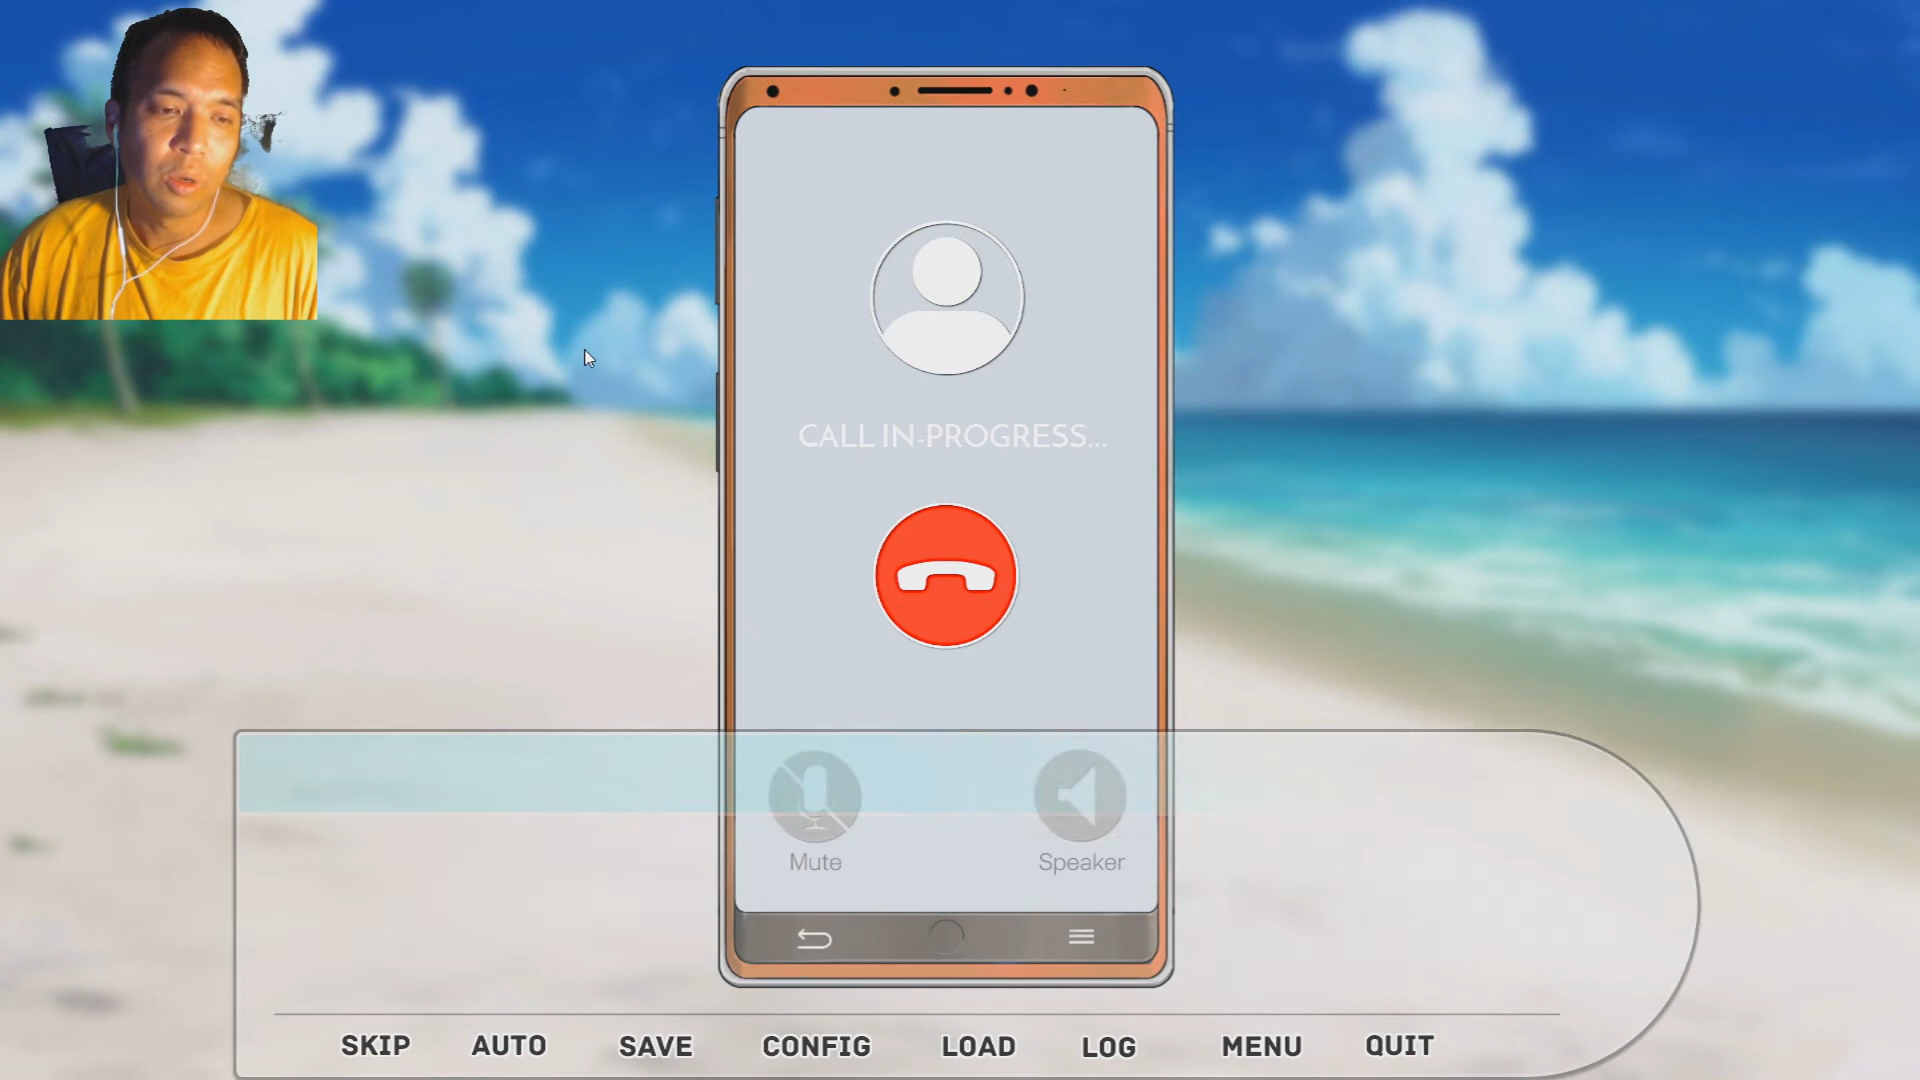 CALL IN-PROGRESS...
Mute
Speaker
SKIP AUTO SAVE CONFIG LOAD LOG MENU QUIT